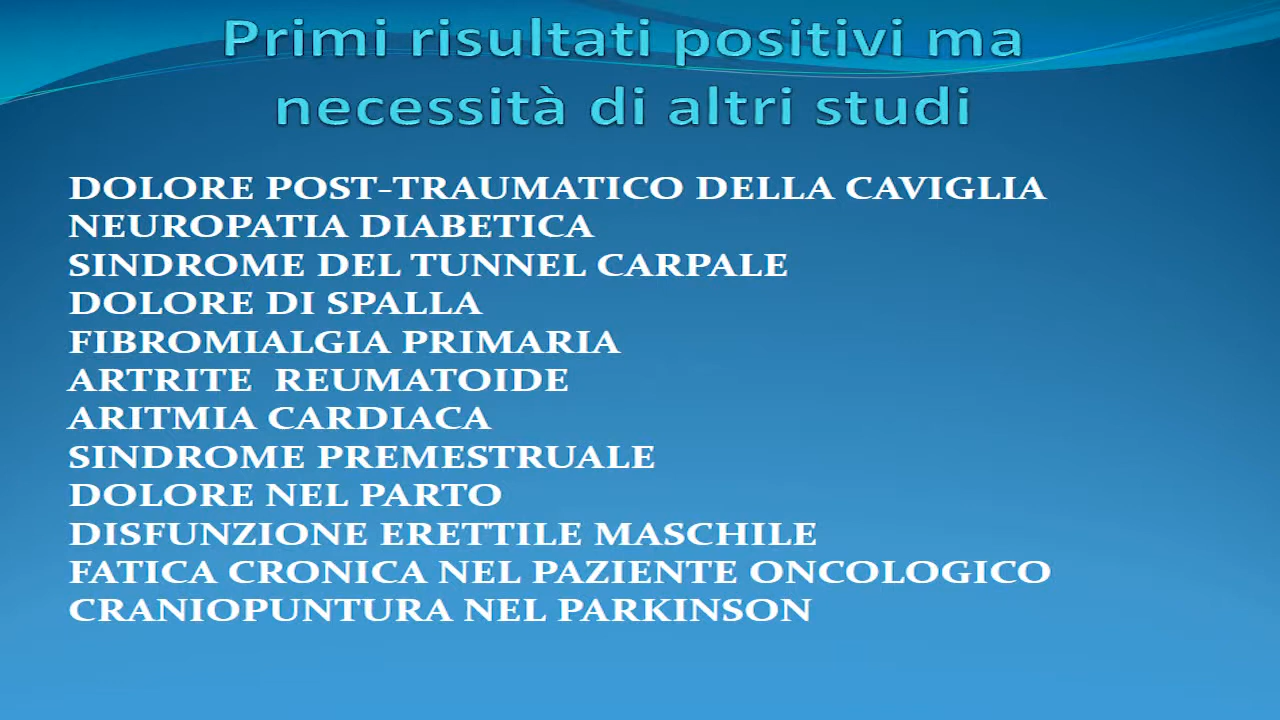 Primi risultati positivi ma
necessità di altri studi
DOLORE POST-TRAUMATICO DELLA CAVIGLIA
NEUROPATIA DIABETICA
SINDROME DEL TUNNEL CARPALE
DOLORE DI SPALLA
FIBROMIALGIA PRIMARIA
ARTRITE  REUMATOIDE
ARITMIA CARDIACA
SINDROME PREMESTRUALE
DOLORE NEL PARTO
DISFUNZIONE ERETTILE MASCHILE
FATICA CRONICA NEL PAZIENTE ONCOLOGICO
CRANIOPUNTURA NEL PARKINSON